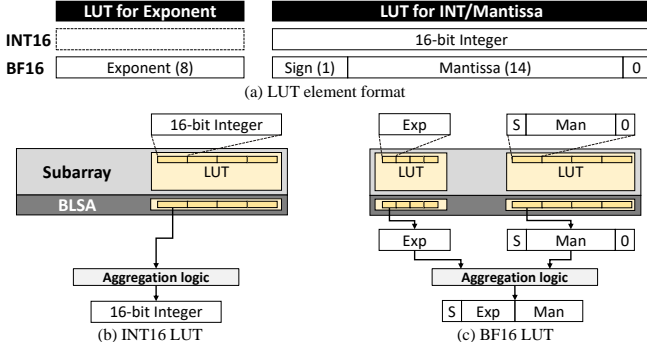 LUT for Exponent LUT for INT/Mantissa
INT16 16-bit Integer
BF16 Exponent (8) Sign (1) Mantissa (14) 0
(a) LUT element format
16-bit Integer
Subarray LUT
BLSA
Aggregation logic
16-bit Integer
(b) INT16 LUT
Exp S Man 0
LUT LUT
Exp S Man 0
Aggregation logic
S Exp Man
(c) BF16 LUT